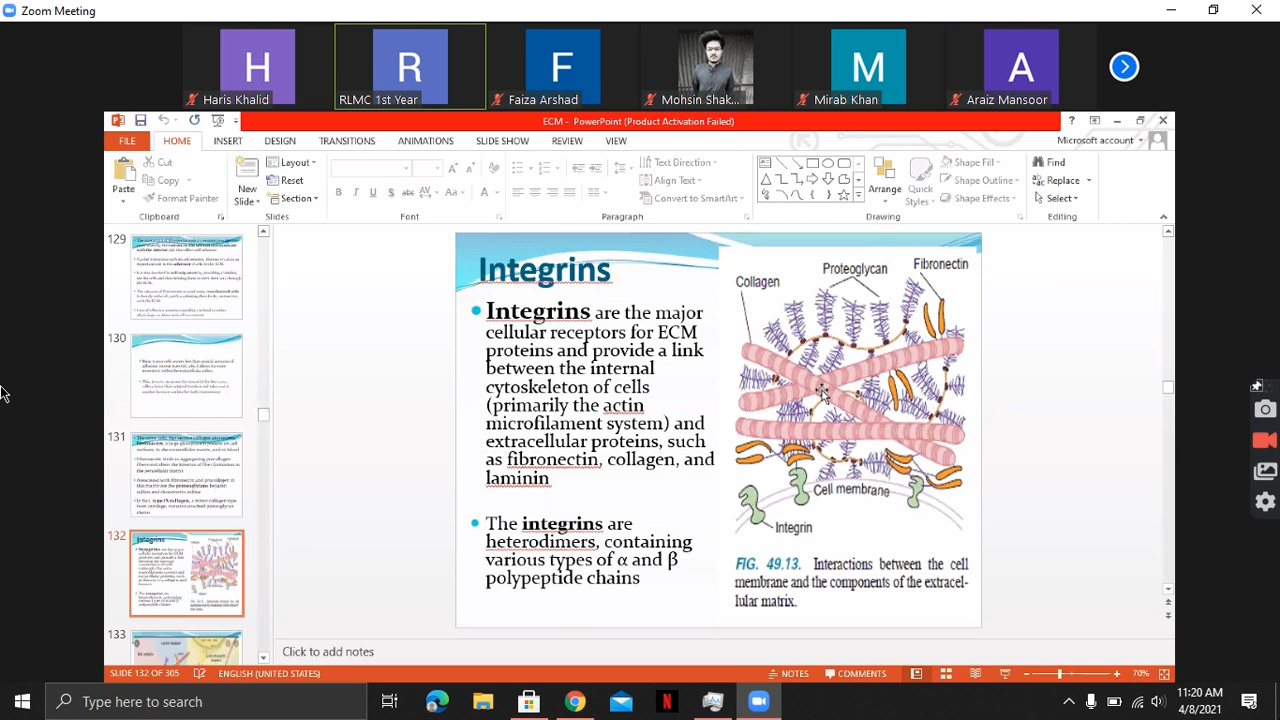 Zoom Meeting
H
R
F
M
A
Haris Khalid
RLMC 1st Year
Faiza Arshad
Mohsin Shak...
Mirab Khan
Araiz Mansoor
ECM - PowerPoint (Product Activation Failed)
FILE
HOME
INSERT
DESIGN
TRANSITIONS
ANIMATIONS
SLIDE SHOW
REVIEW
VIEW
Microsoft account
Paste
Cut
Copy
Format Painter
Clipboard
New
Slide
Layout
Reset
Section
Slides
Font
Text Direction
Align Text
Convert to SmartArt
Paragraph
Arrange
Quick
Styles
Shape Fill
Shape Outline
Shape Effects
Drawing
Find
Replace
Select
Editing
129
130
131
132
133
Integrins
Integrins are the major
cellular receptors for ECM
proteins and provide a link
between the internal
cytoskeleton of cells
(primarily the actin
microfilament system) and
extracellular proteins, such
as fibronectin, collagen, and
laminin
The integrins are
heterodimers, containing
various types of α and β
polypeptide chains
Collagen
Proteoglycan
Fibronectin
Cell membrane
Integrin
FIG. 49.13. Interactions between the cell
membrane and the components of the extracel-
lular matrix.
Click to add notes
SLIDE 132 OF 305
ENGLISH (UNITED STATES)
NOTES
COMMENTS
70%
Type here to search
11:20 AM
4/8/2021